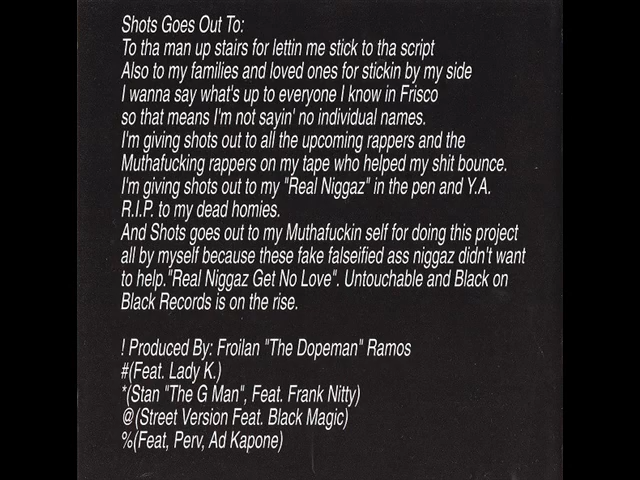 Shots Goes Out To:
To tha man up stairs for lettin me stick to tha script
Also to my families and loved ones for stickin by my side
I wanna say what's up to everyone I know in Frisco
so that means I'm not sayin' no individual names.
I'm giving shots out to all the upcoming rappers and the
Muthafucking rappers on my tape who helped my shit bounce.
I'm giving shots out to my "Real Niggaz" in the pen and Y.A.
R.I.P. to my dead homies.
And Shots goes out to my Muthafuckin self for doing this project
all by myself because these fake falseified ass niggaz didn't want
to help."Real Niggaz Get No Love". Untouchable and Black on
Black Records is on the rise.
! Produced By: Froilan "The Dopeman" Ramos
#(Feat. Lady K.)
*(Stan "The G Man", Feat. Frank Nitty)
@(Street Version Feat. Black Magic)
%(Feat, Perv, Ad Kapone)